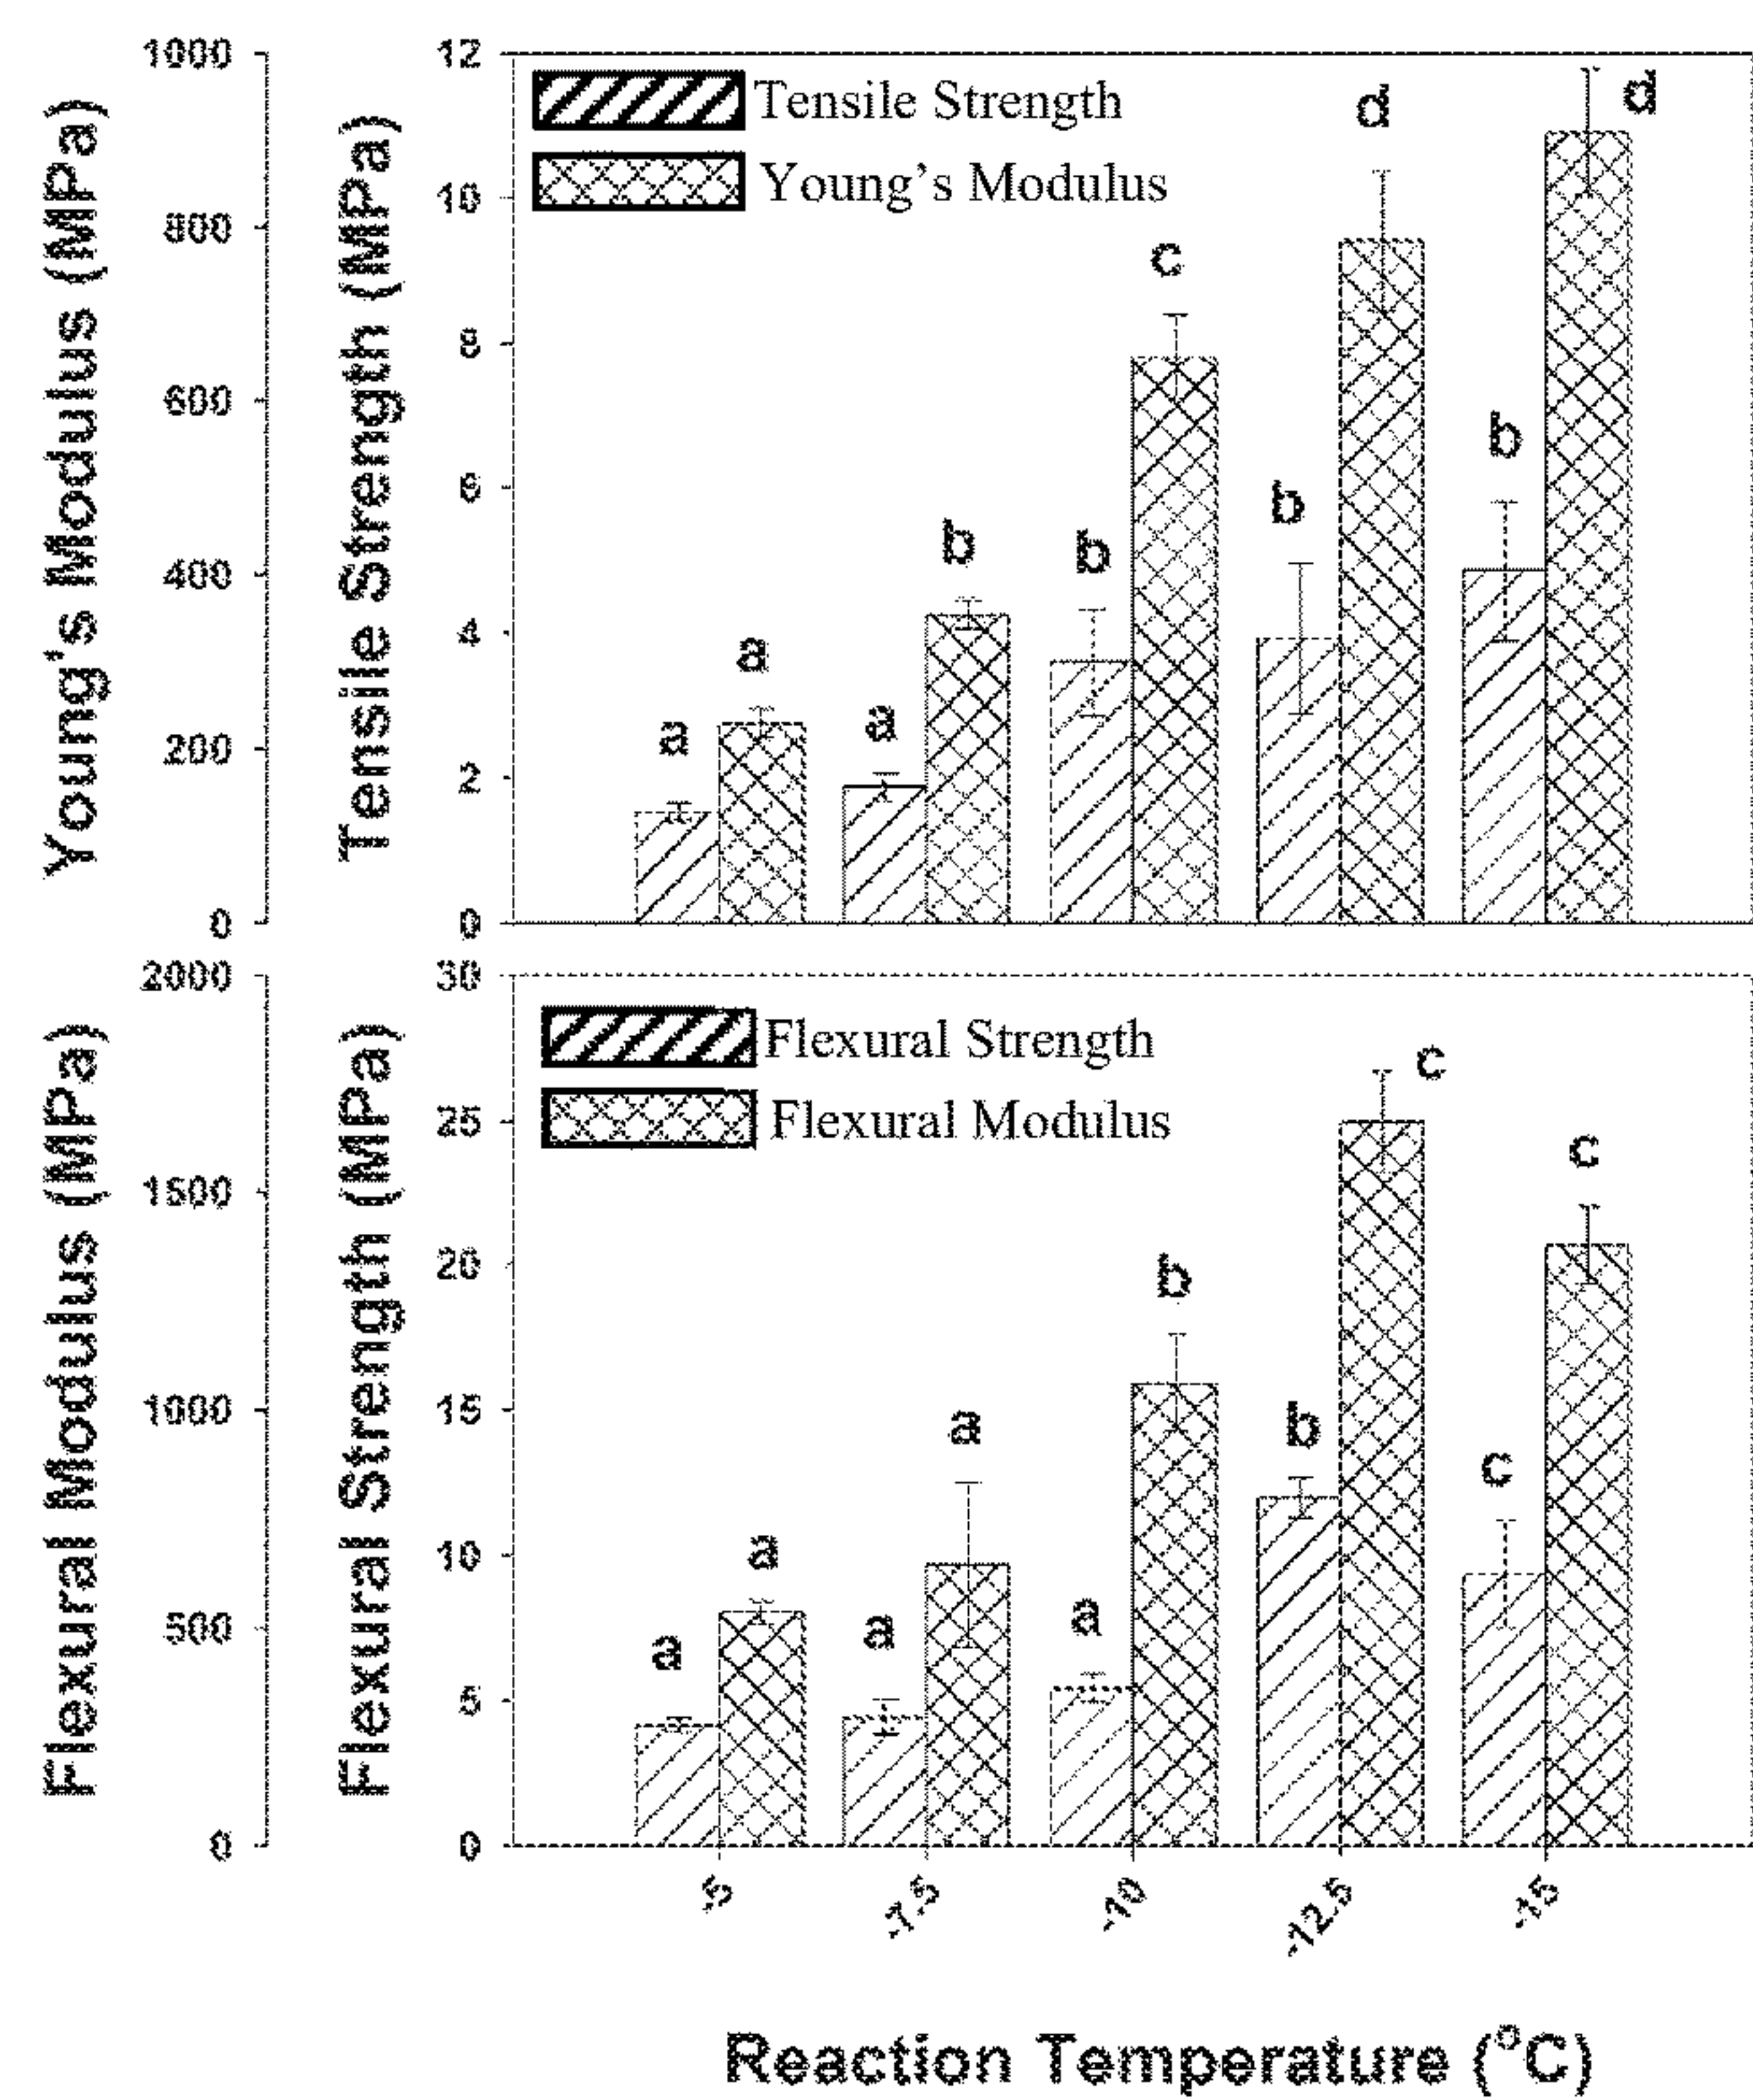 Young's Modulus (MPa)
1000
800
600
400
200
0
Tensile Strength (MPa)
12
10
8
6
4
2
0
Tensile Strength
Young’s Modulus
a
a
a
b
b
c
b
d
b
d
Flexural Modulus (MPa)
2000
1500
1000
500
0
Flexural Strength (MPa)
30
25
20
15
10
5
0
Flexural Strength
Flexural Modulus
a
a
a
a
a
b
b
c
c
c
-5
-7.5
-10
-12.5
-15
Reaction Temperature (°C)